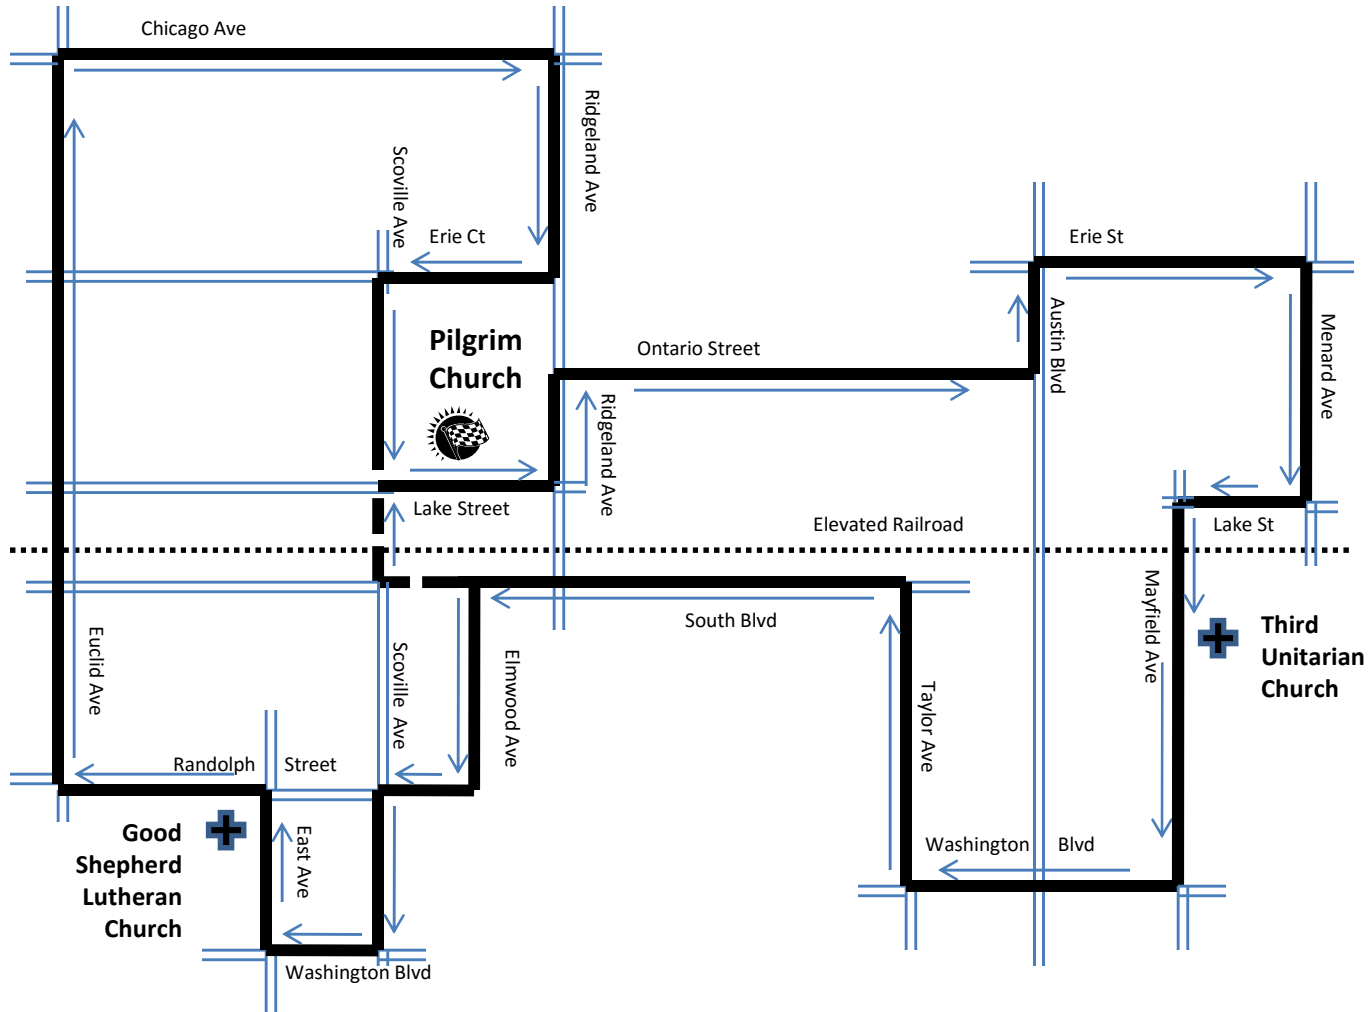 Chicago Ave
Ridgeland Ave
Scoville Ave
Erie Ct
Erie St
Pilgrim
Church
Ontario Street
Austin Blvd
Menard Ave
Ridgeland Ave
Lake Street
Elevated Railroad
Lake St
South Blvd
Mayfield Ave
Third
Unitarian
Church
Euclid Ave
Scoville Ave
Elmwood Ave
Taylor Ave
Randolph Street
Good
Shepherd
Lutheran
Church
East Ave
Washington Blvd
Washington Blvd